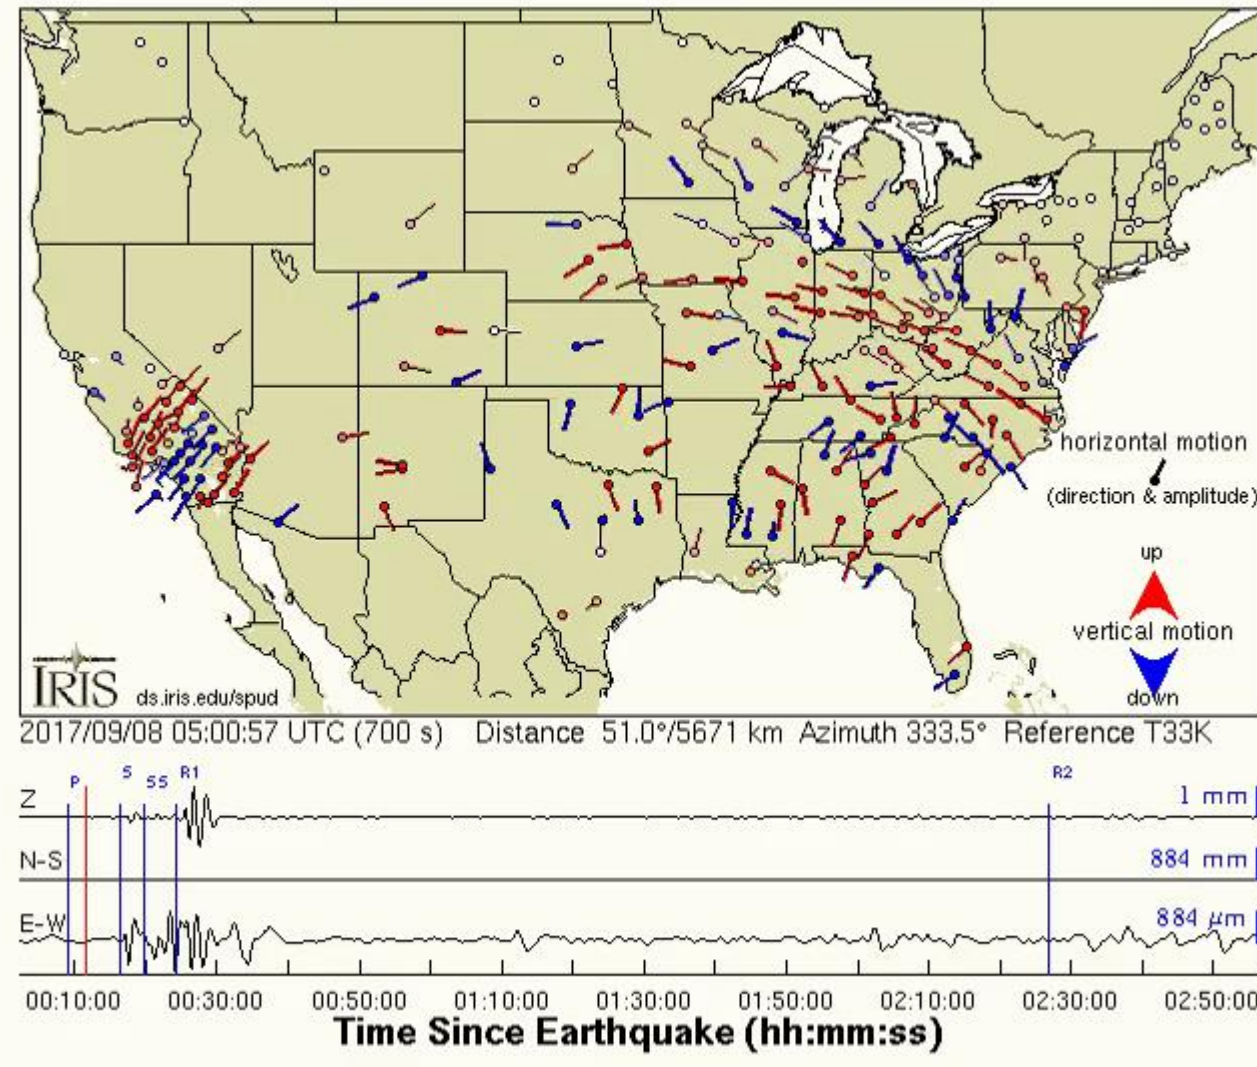 horizontal motion
(direction & amplitude)
up
vertical motion
down
IRIS ds.iris.edu/spud
2017/09/08 05:00:57 UTC (700 s) Distance 51.0°/5671 km Azimuth 333.5° Reference T33K
P S SS R1 R2
Z 1 mm
N-S 884 mm
E-W 884 µm
00:10:00 00:30:00 00:50:00 01:10:00 01:30:00 01:50:00 02:10:00 02:30:00 02:50:00
Time Since Earthquake (hh:mm:ss)